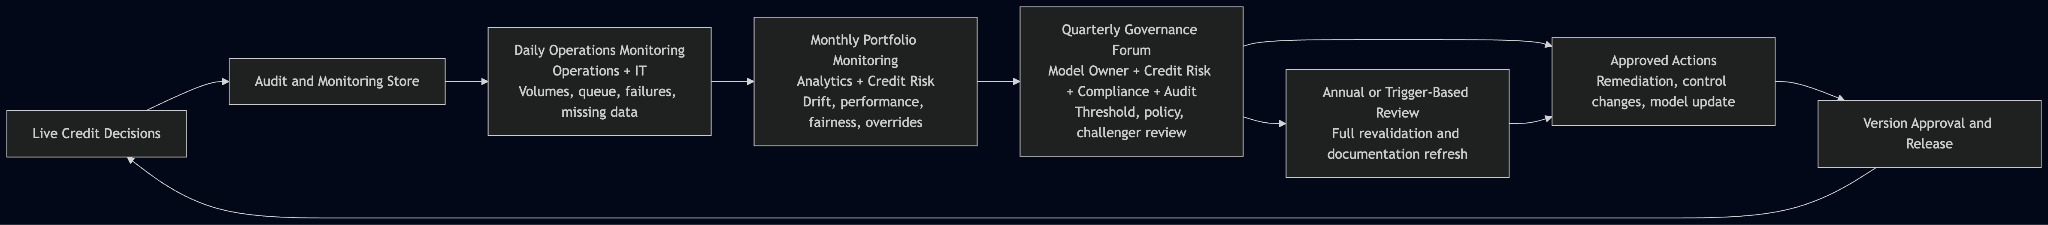 Live Credit Decisions
Audit and Monitoring Store
Daily Operations Monitoring
Operations + IT
Volumes, queue, failures,
missing data
Monthly Portfolio
Monitoring
Analytics + Credit Risk
Drift, performance,
fairness, overrides
Quarterly Governance
Forum
Model Owner + Credit Risk
+ Compliance + Audit
Threshold, policy,
challenger review
Annual or Trigger-Based
Review
Full revalidation and
documentation refresh
Approved Actions
Remediation, control
changes, model update
Version Approval and
Release